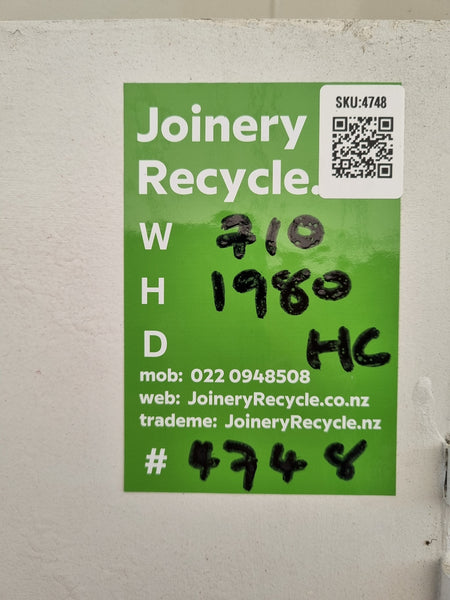 SKU:4748
Joinery
Recycle.
W 710
H 1980
D HC
mob: 022 0948508
web: JoineryRecycle.co.nz
trademe: JoineryRecycle.nz
# 4748